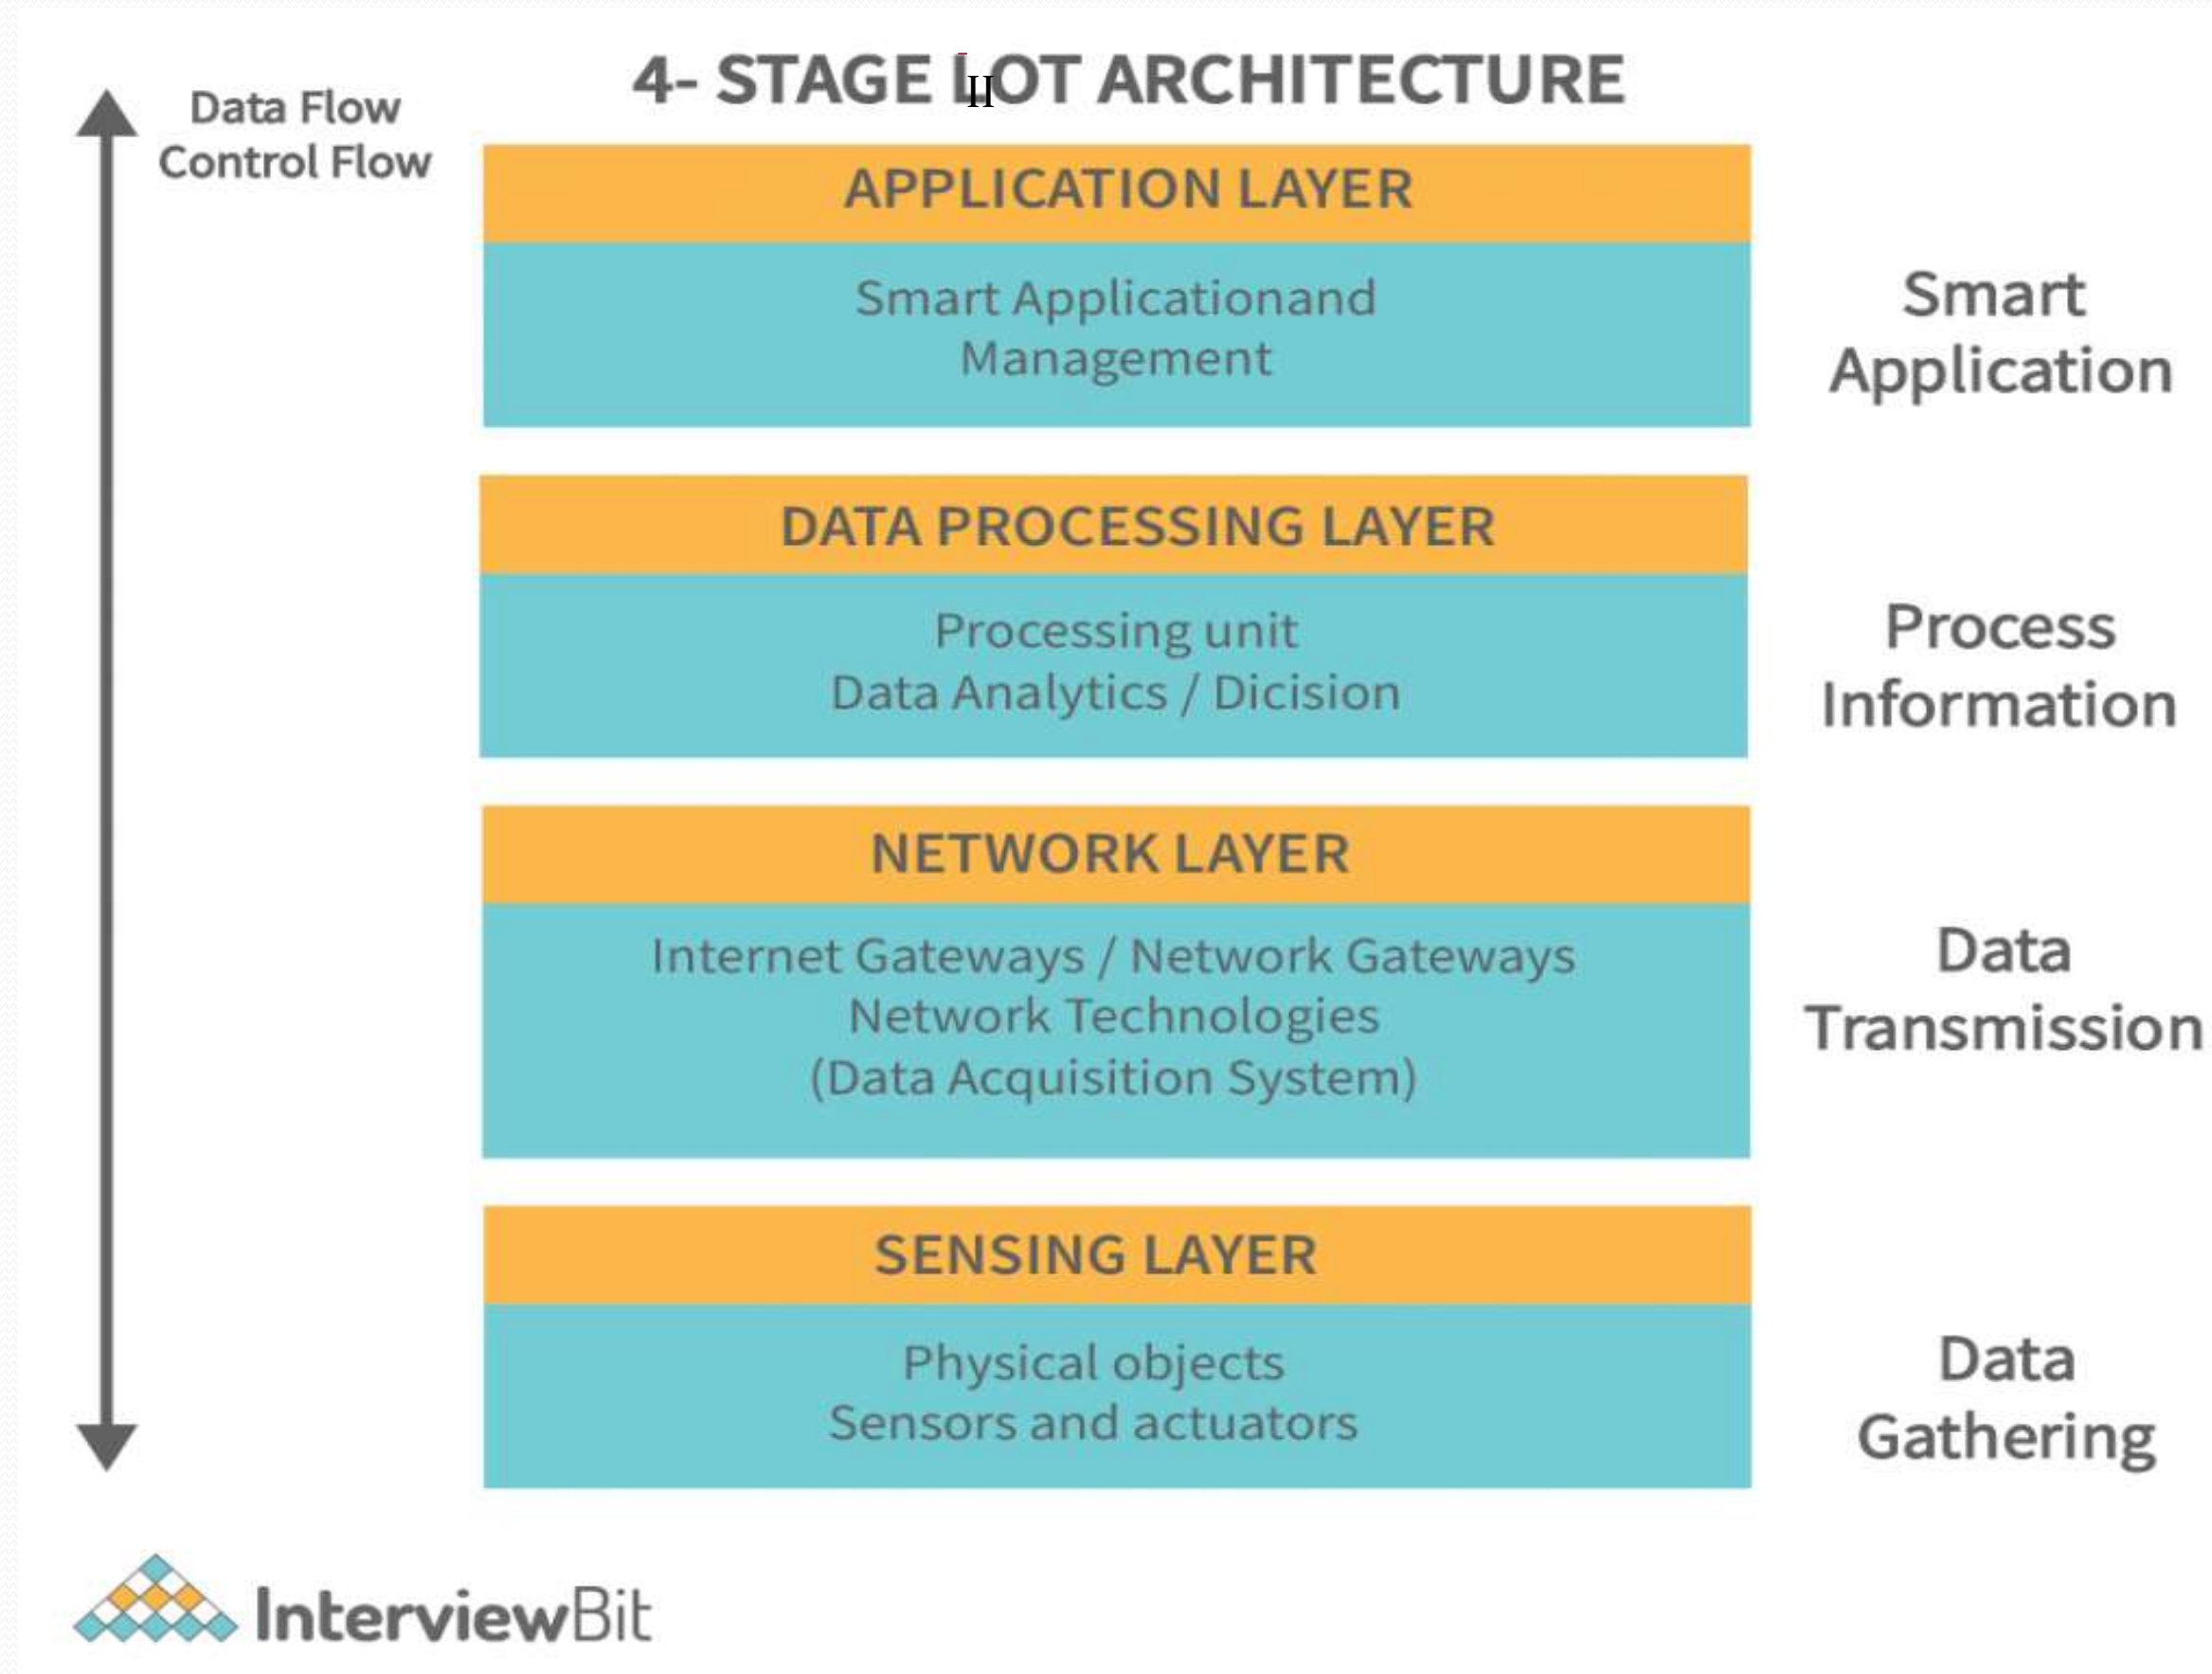 4- STAGE LOT ARCHITECTURE
II
Data Flow
Control Flow
APPLICATION LAYER
Smart Applicationand
Management
Smart
Application
DATA PROCESSING LAYER
Processing unit
Data Analytics / Dicision
Process
Information
NETWORK LAYER
Internet Gateways / Network Gateways
Network Technologies
(Data Acquisition System)
Data
Transmission
SENSING LAYER
Physical objects
Sensors and actuators
Data
Gathering
InterviewBit